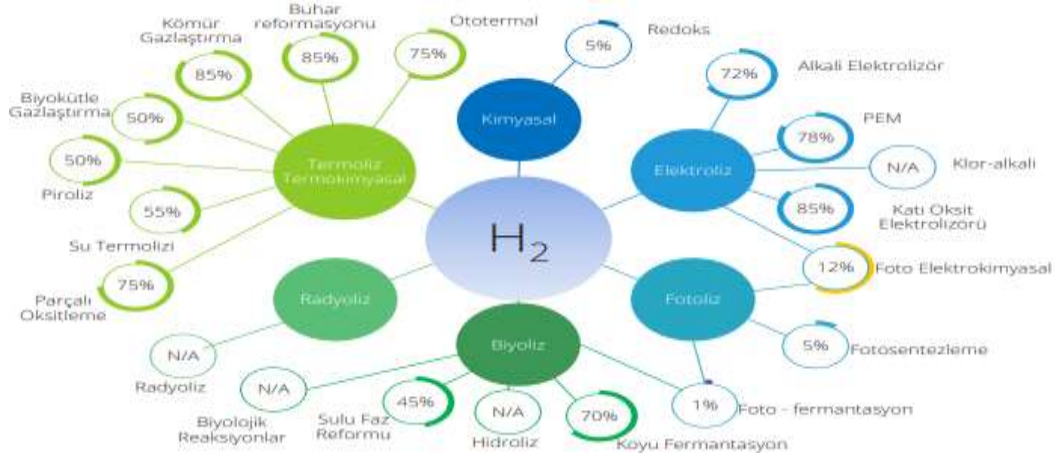 Buhar
reformasyonu
85%
Ototermal
75%
Kömür
Gazlaştırma
85%
Biyokütle
Gazlaştırma
50%
50%
Piroliz
55%
Su Termolizi
75%
Parçalı
Oksitleme
Termoliz
Termokimyasal
5%
Redoks
Kimyasal
72%
Alkali Elektrolizör
78%
PEM
N/A
Klor-alkali
85%
Katı Oksit
Elektrolizörü
Elektroliz
12%
Foto Elektrokimyasal
H2
Radyoliz
N/A
Radyoliz
Fotoliz
5%
Fotosentezleme
1%
Foto - fermantasyon
Biyoliz
N/A
Biyolojik
Reaksiyonlar
45%
Sulu Faz
Reformu
N/A
Hidroliz
70%
Koyu Fermantasyon